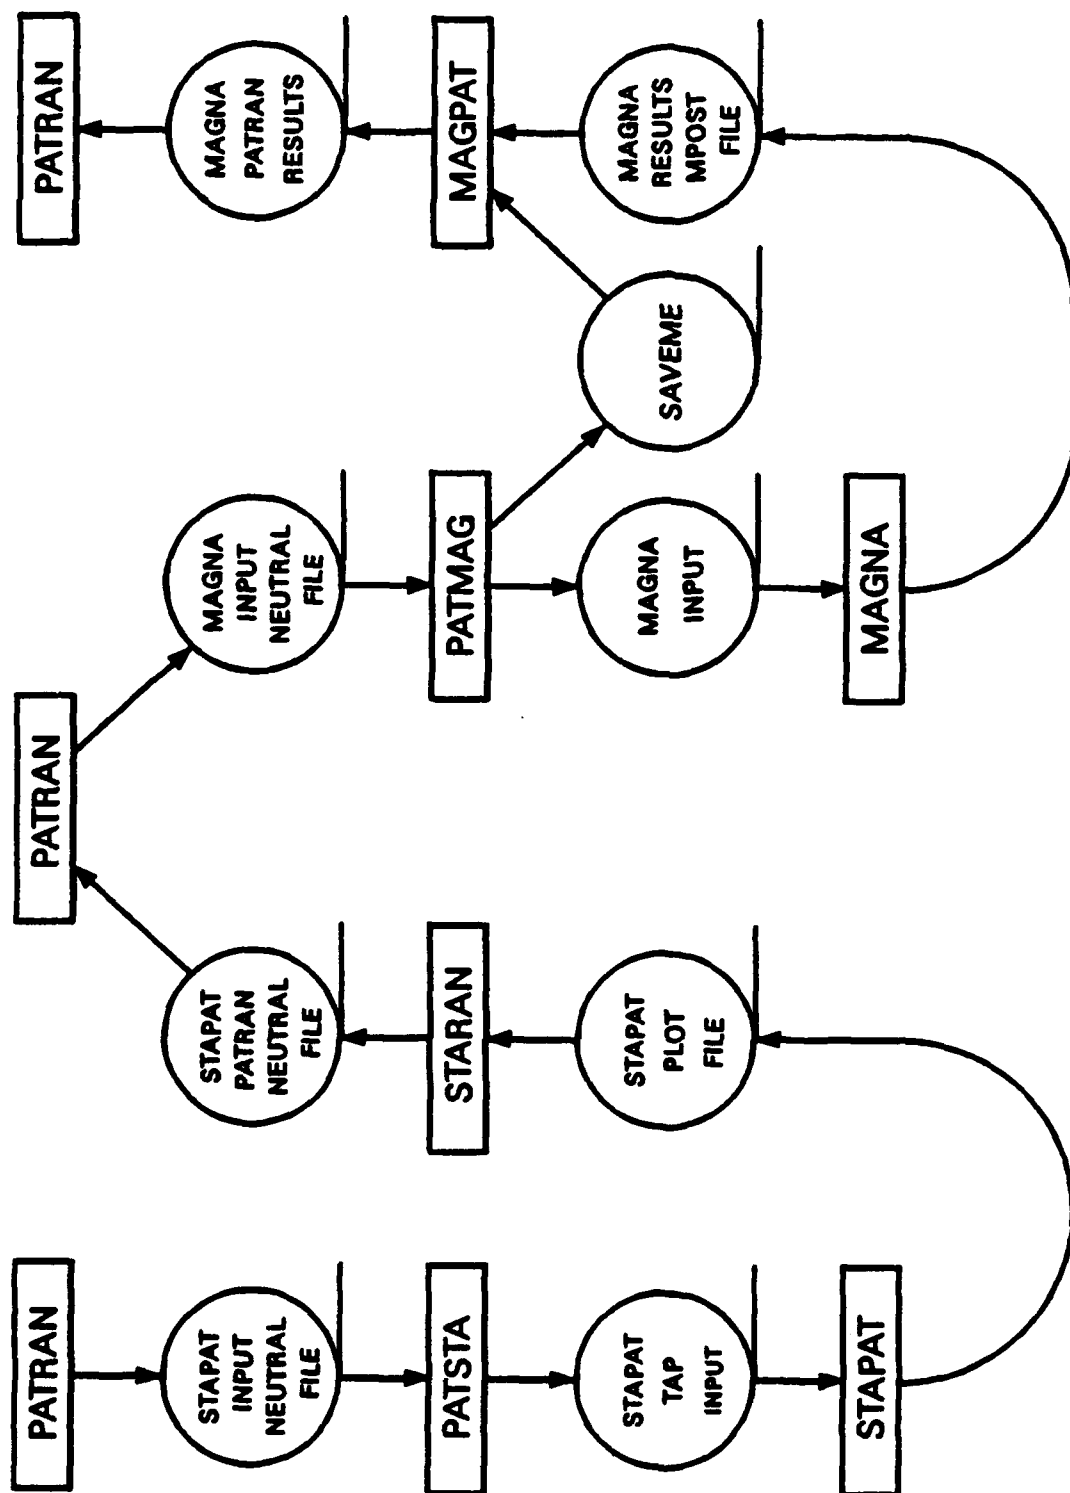 PATRAN
PATRAN
PATRAN
STAPAT
INPUT
NEUTRAL
FILE
STAPAT
PATRAN
NEUTRAL
FILE
MAGNA
INPUT
NEUTRAL
FILE
MAGNA
PATRAN
RESULTS
PATSTA
STARAN
PATMAG
MAGPAT
STAPAT
TAP
INPUT
STAPAT
PLOT
FILE
MAGNA
INPUT
SAVEME
MAGNA
RESULTS
MPOST
FILE
STAPAT
MAGNA